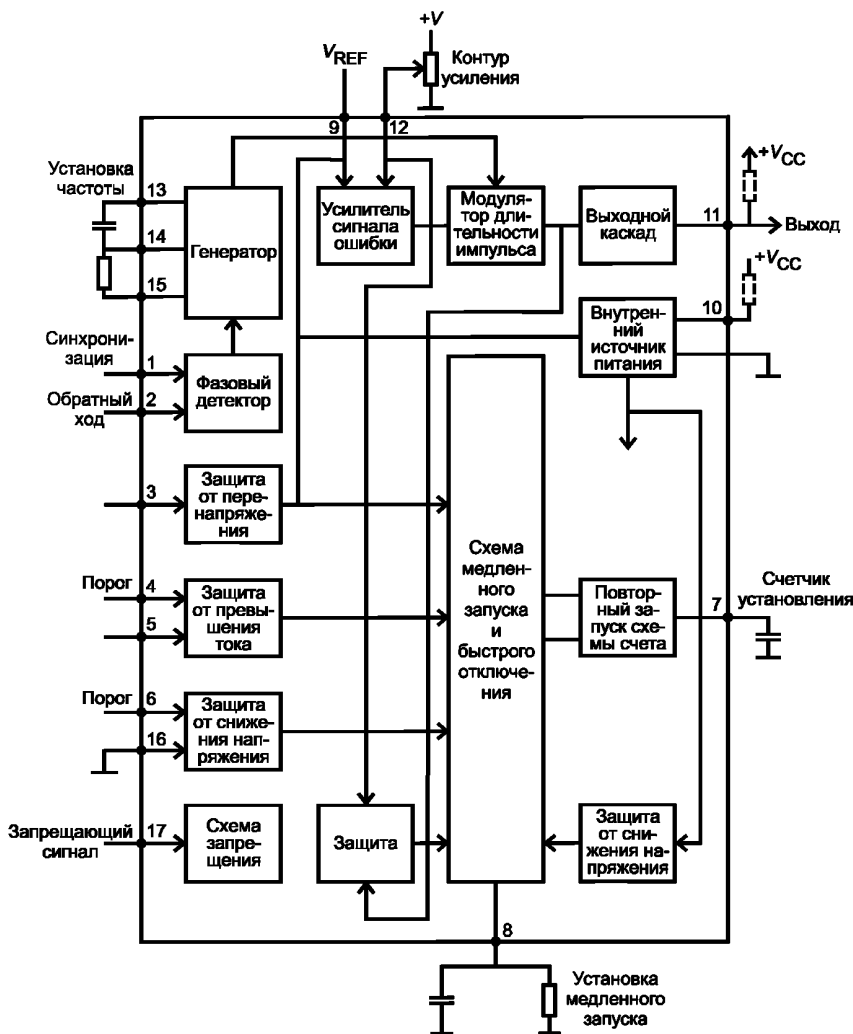 +V
VREF
Контур
усиления
9
12
Установка
частоты
13
14
15
Генератор
Усилитель
сигнала
ошибки
Модуля-
тор дли-
тельности
импульса
Выходной
каскад
11
+VCC
Выход
+VCC
10
Внутрен-
ний
источник
питания
Синхрони-
зация
1
Обратный
ход
2
Фазовый
детектор
3
Защита
от пере-
напряже-
ния
Порог
4
5
Защита
от превы-
шения
тока
Схема
медлен-
ного
запуска
и
быстрого
отключе-
ния
Повтор-
ный за-
пуск схе-
мы счета
7
Счетчик
установления
Порог
6
16
Защита
от сниже-
ния нап-
ряжения
Запрещающий
сигнал
17
Схема
запре-
щения
Защита
Защита
от сни-
жения на-
пряжения
8
Установка
медленного
запуска